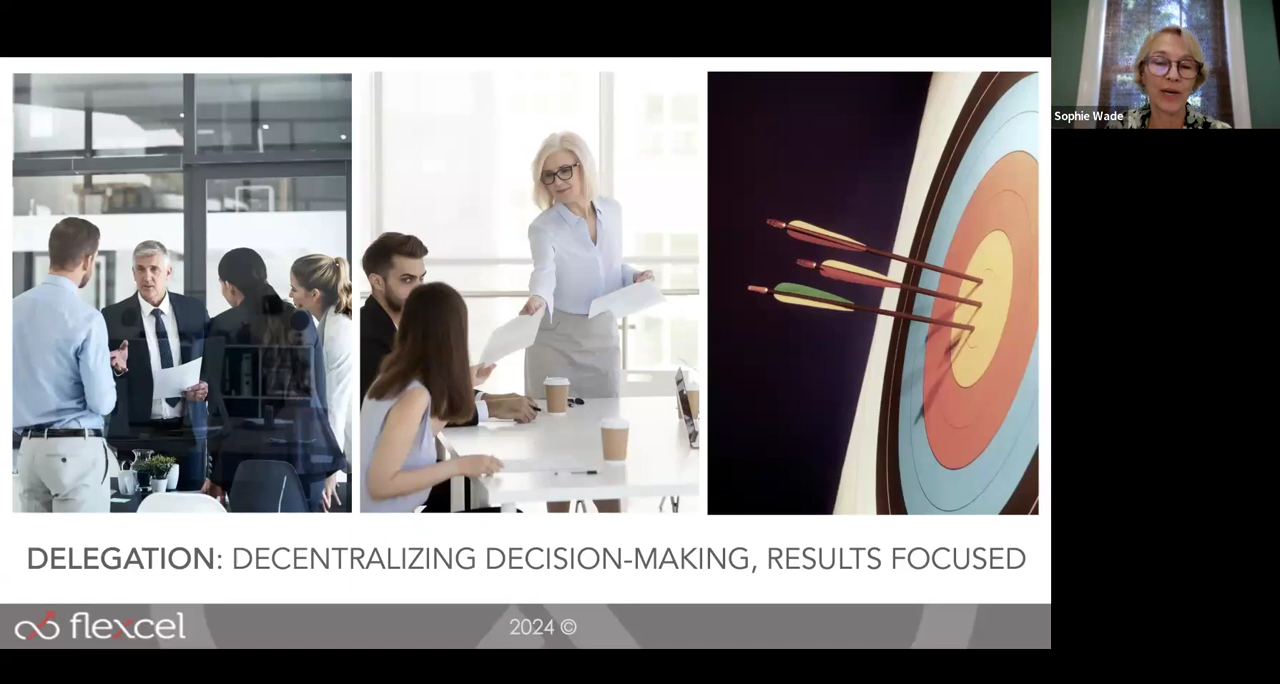 Sophie Wade
DELEGATION: DECENTRALIZING DECISION-MAKING, RESULTS FOCUSED
flexcel
2024 ©